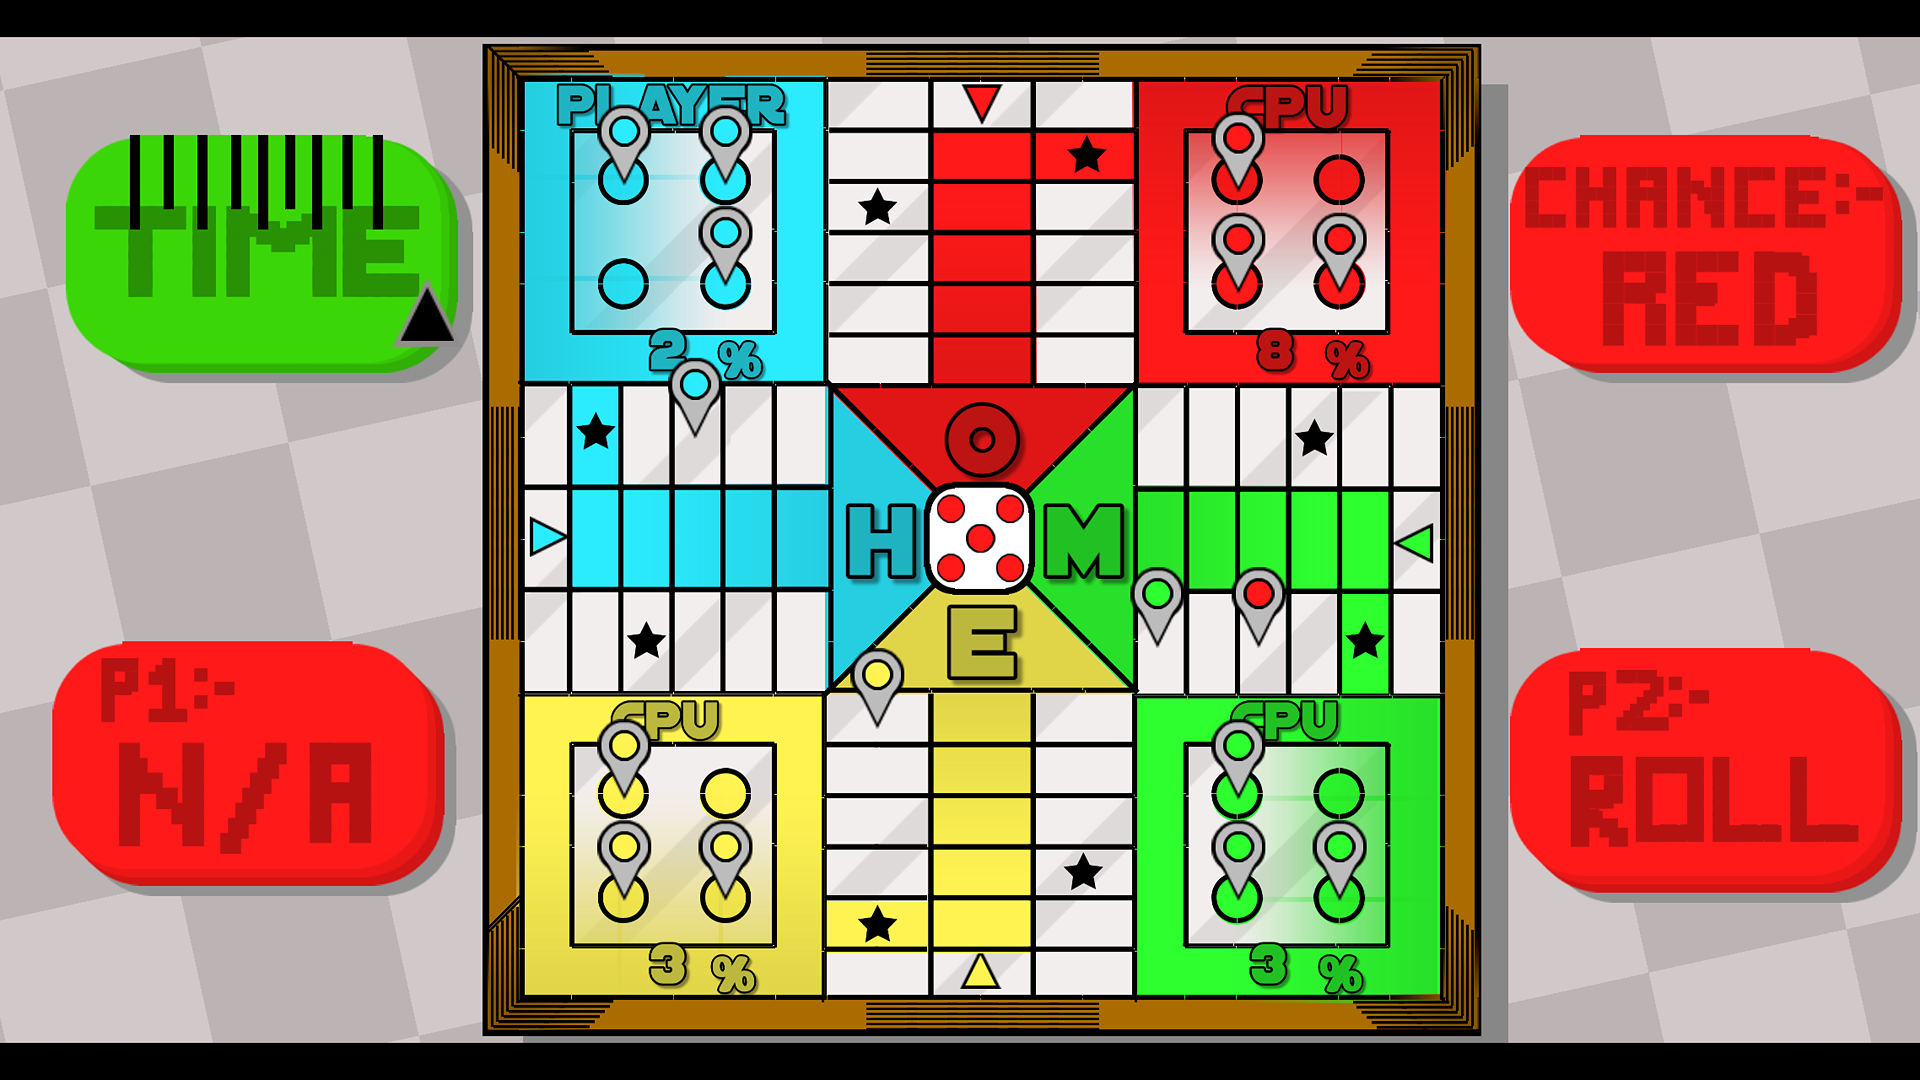 PLAYER
CPU
TIME
CHANCE:-
RED
2 %
8 %
O
H
M
E
P1:-
N/A
P2:-
ROLL
CPU
CPU
3 %
3 %